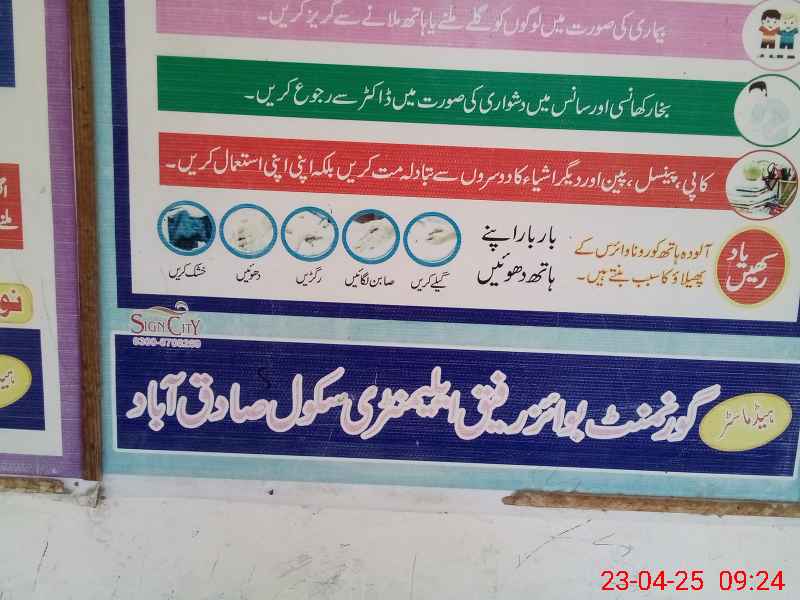 بیماری کی صورت میں لوگوں کو گلے ملنے یا ہاتھ ملانے سے گریز کریں
بخار کھانسی اور سانس میں دشواری کی صورت میں ڈاکٹر سے رجوع کریں۔
کاپی، پینسل، پین اور دیگر اشیاء کا دوسروں سے تبادلہ مت کریں بلکہ اپنی اپنی استعمال کریں۔
یاد رکھیں
آلودہ ہاتھ کورونا وائرس کے
پھیلاؤ کا سبب بنتے ہیں۔
بار بار اپنے
ہاتھ دھوئیں
گیلے کریں
صابن لگائیں
رگڑیں
دھوئیں
خشک کریں
SIGN CITY
ہیڈ ماسٹر
گورنمنٹ بوائز رفیق ایلیمنٹری سکول صادق آباد
23-04-25 09:24